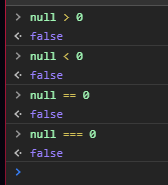 > null > 0
< false
> null < 0
< false
> null == 0
< false
> null === 0
< false
>